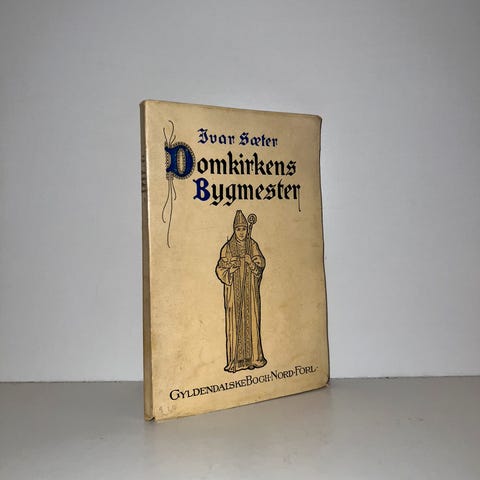 Ivar Sæter
Domkirkens
Bygmester
GYLDENDALSKE BOGH· NORD· FORL·